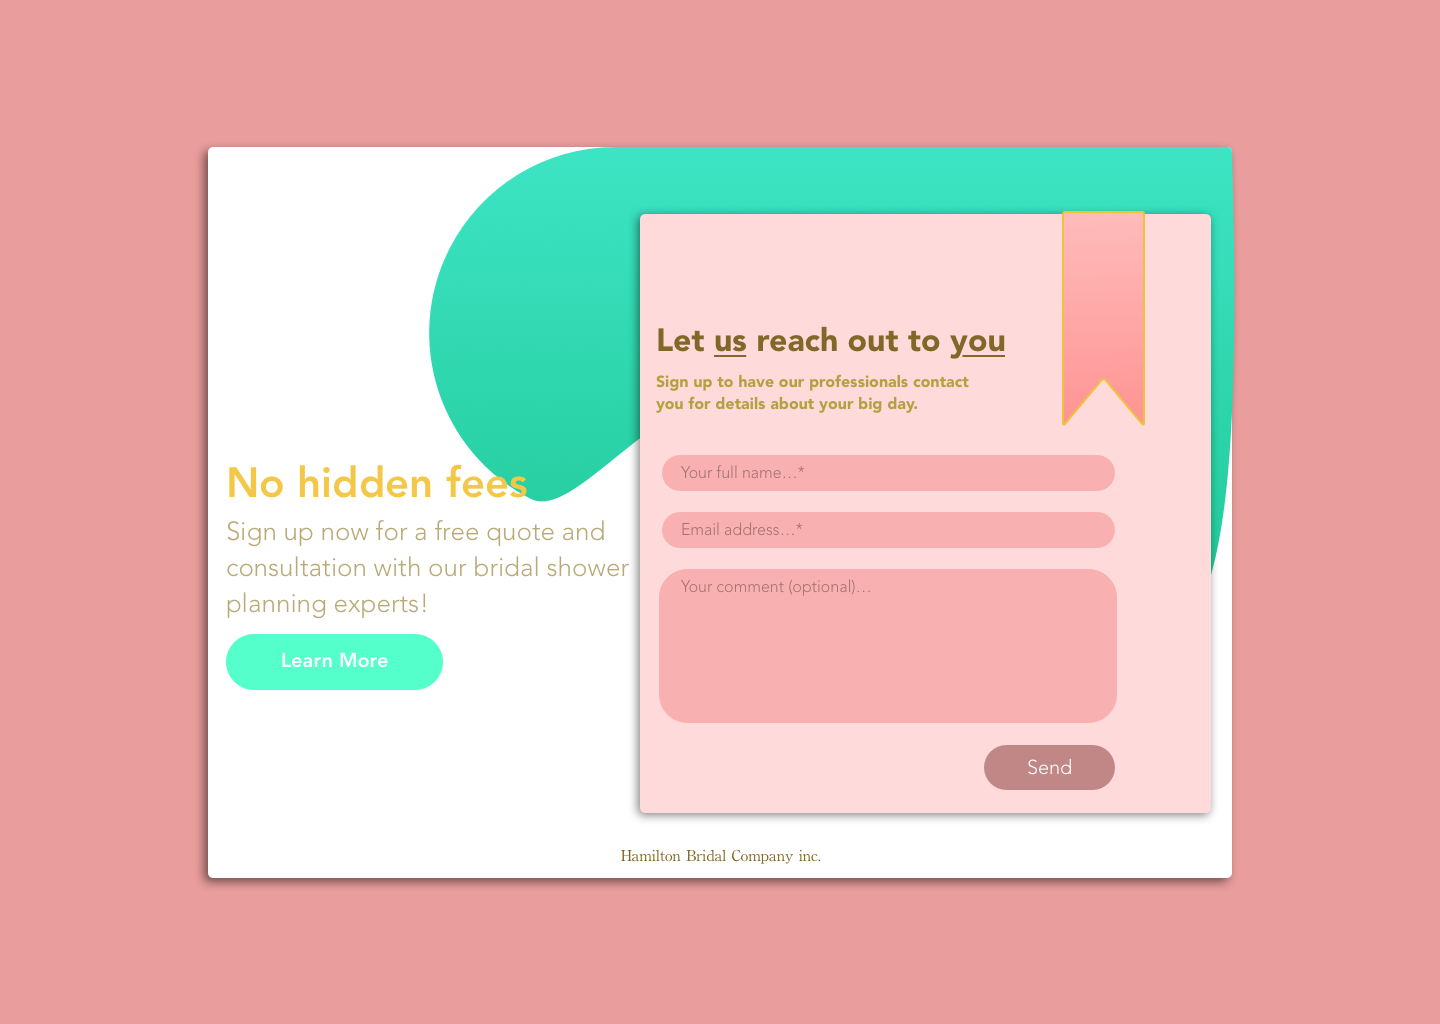 No hidden fees
Sign up now for a free quote and
consultation with our bridal shower
planning experts!
Learn More
Let us reach out to you
Sign up to have our professionals contact
you for details about your big day.
Your full name…*
Email address…*
Your comment (optional)…
Send
Hamilton Bridal Company inc.